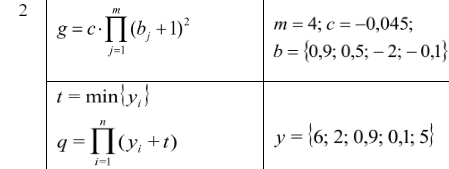 2
g = c · ∏_{j=1}^{m} (b_j + 1)²
m = 4; c = –0,045;
b = {0,9; 0,5; – 2; – 0,1}
t = min{y_i}
q = ∏_{i=1}^{n} (y_i + t)
y = {6; 2; 0,9; 0,1; 5}